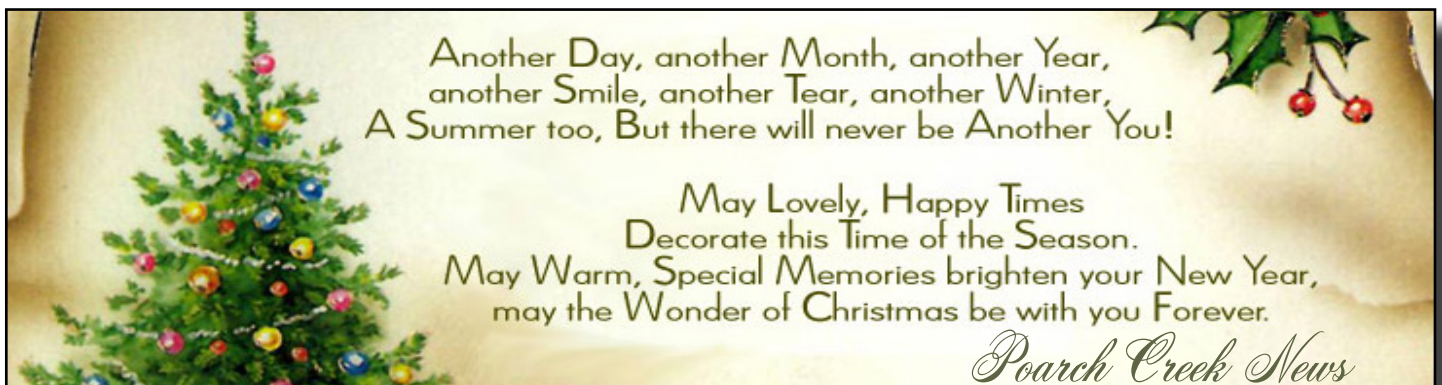 Another Day, another Month, another Year,
another Smile, another Tear, another Winter,
A Summer too, But there will never be Another You!
May Lovely, Happy Times
Decorate this Time of the Season.
May Warm, Special Memories brighten your New Year,
may the Wonder of Christmas be with you Forever.
Poarch Creek News